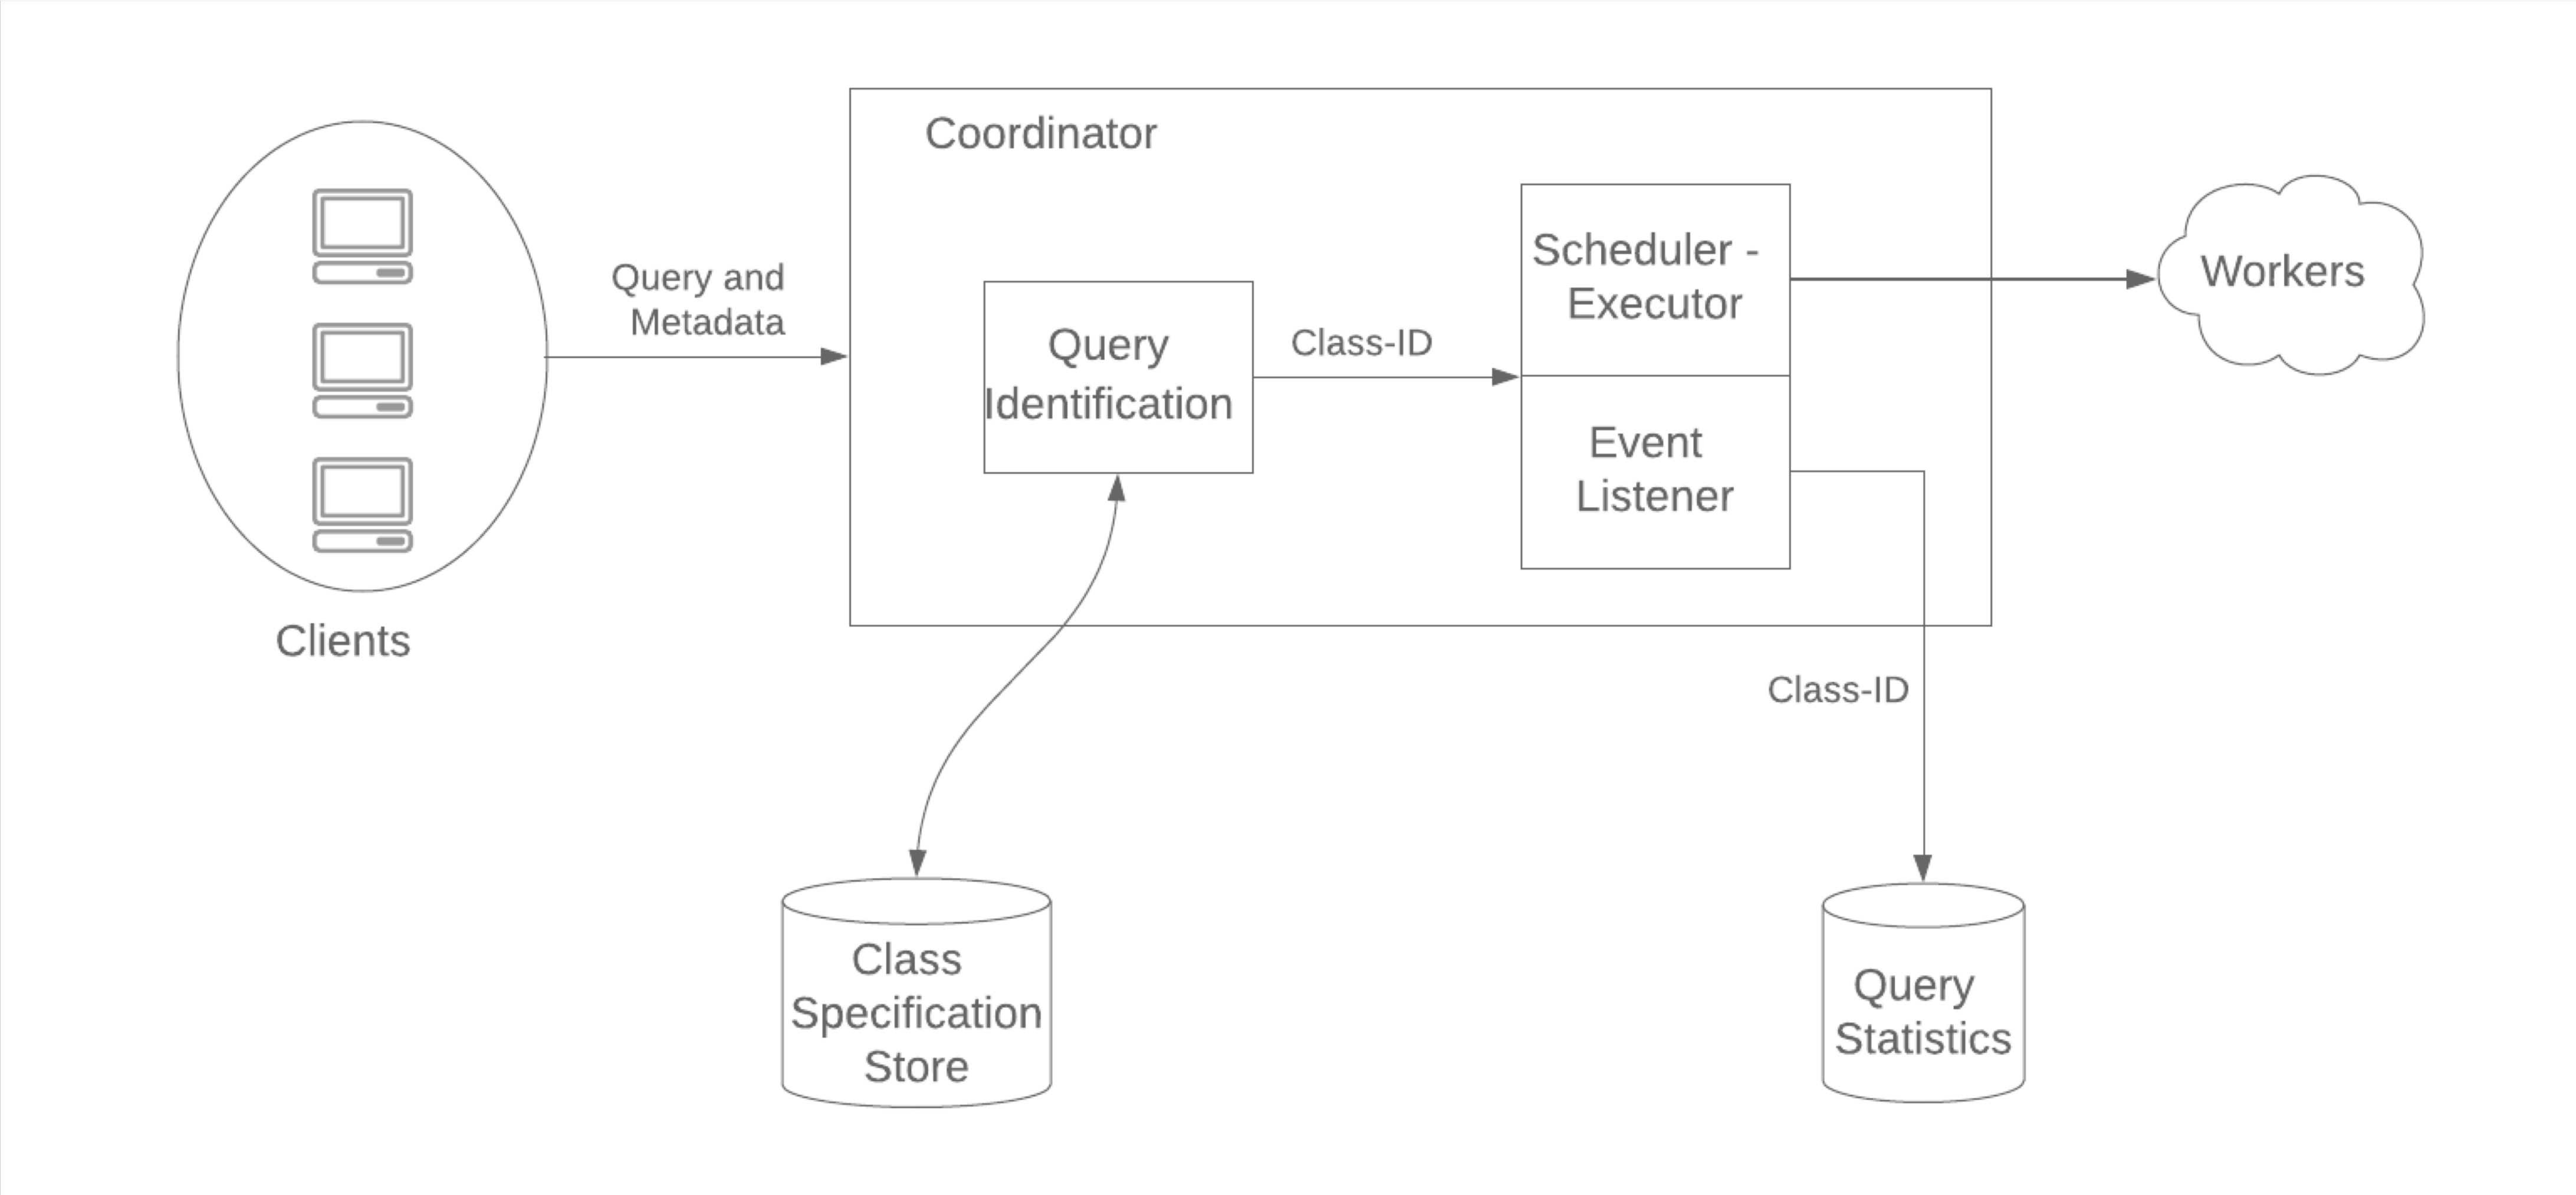 Coordinator
Query and
Metadata
Clients
Query
Identification
Class-ID
Scheduler -
Executor
Event
Listener
Workers
Class-ID
Class
Specification
Store
Query
Statistics